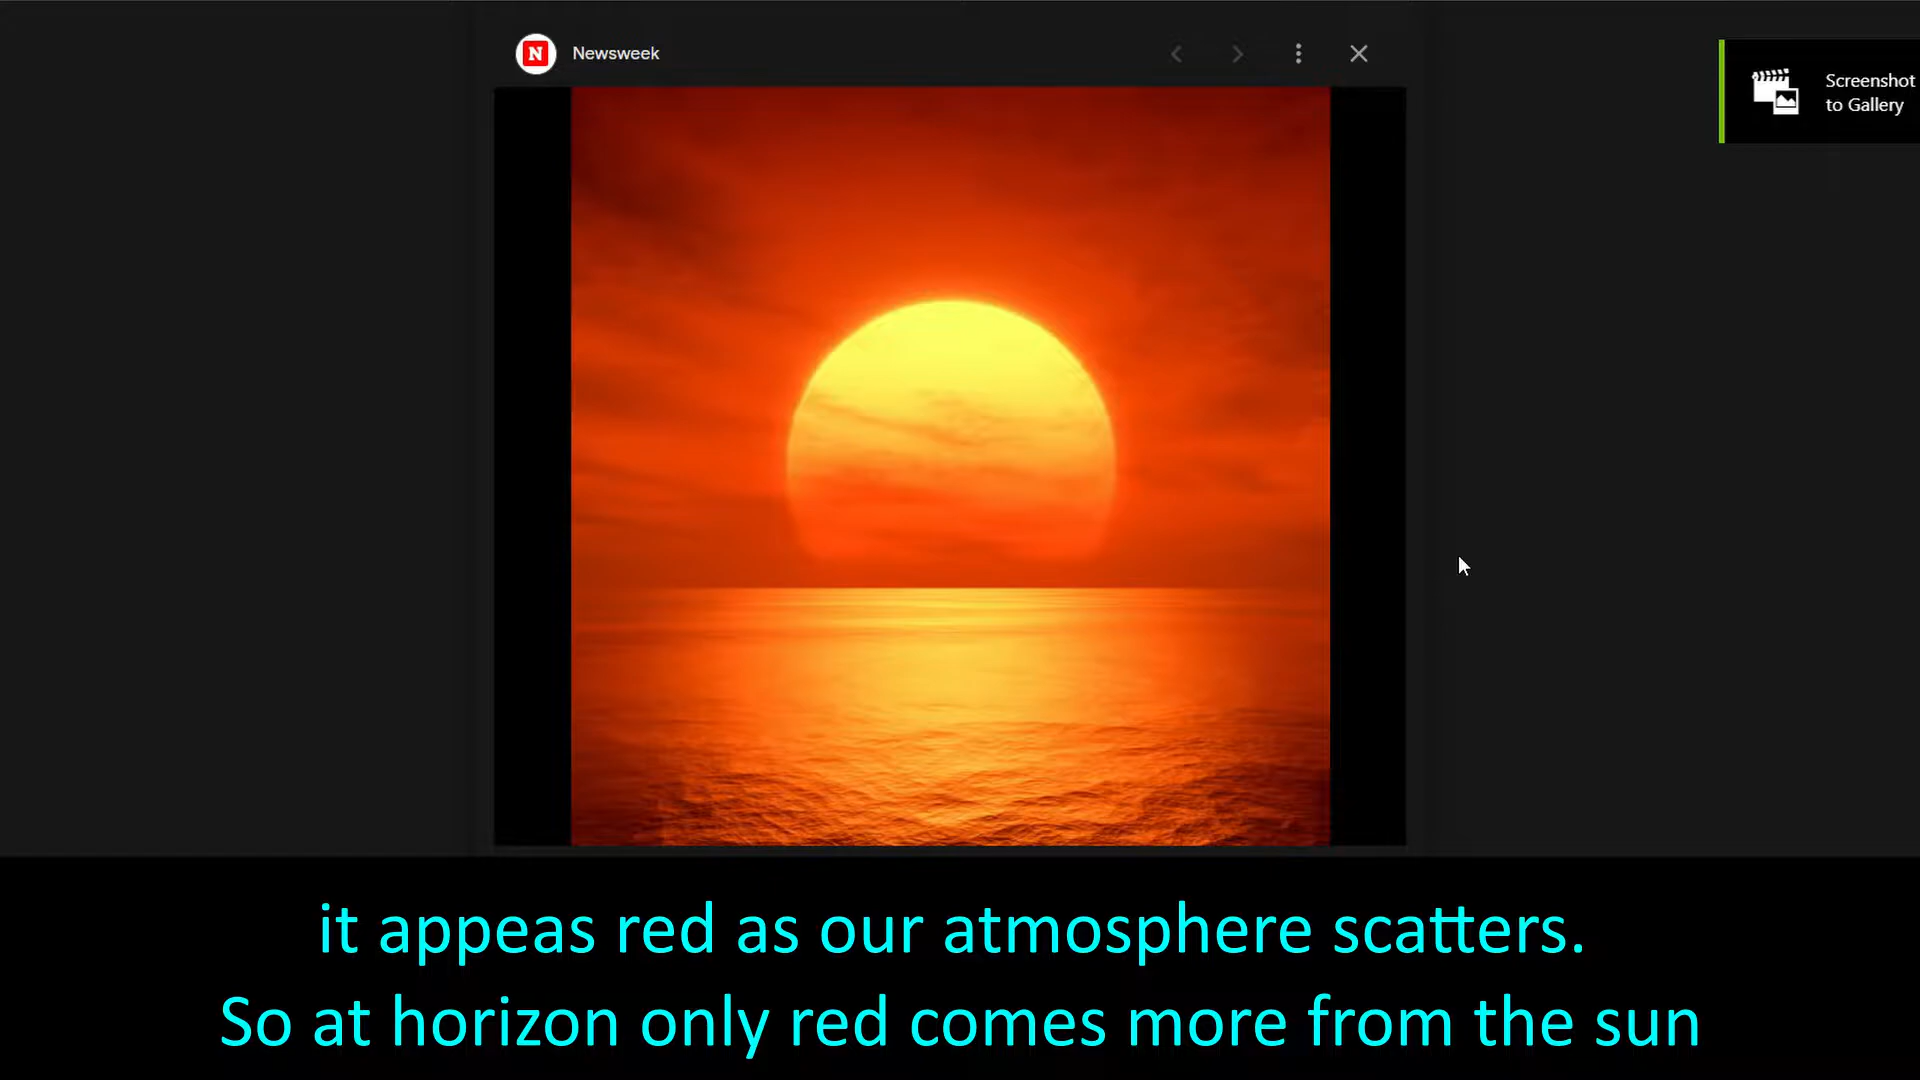 N Newsweek
Screenshot
to Gallery
it appeas red as our atmosphere scatters.
So at horizon only red comes more from the sun